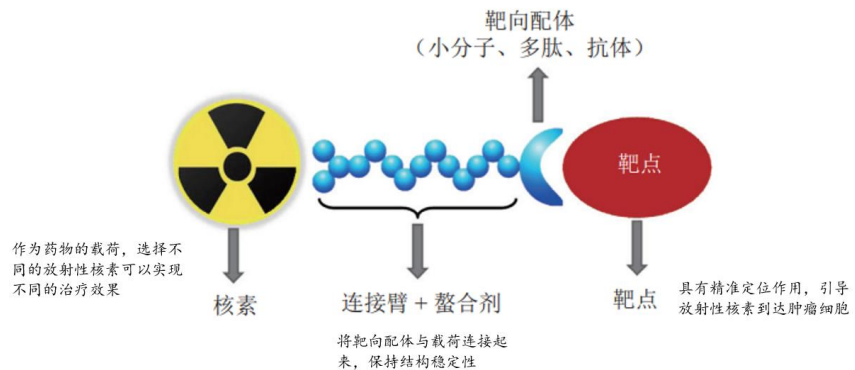 靶向配体
（小分子、多肽、抗体）
靶点
作为药物的载荷，选择不
同的放射性核素可以实现
不同的治疗效果
核素
连接臂 + 螯合剂
将靶向配体与载荷连接起
来，保持结构稳定性
靶点
具有精准定位作用，引导
放射性核素到达肿瘤细胞